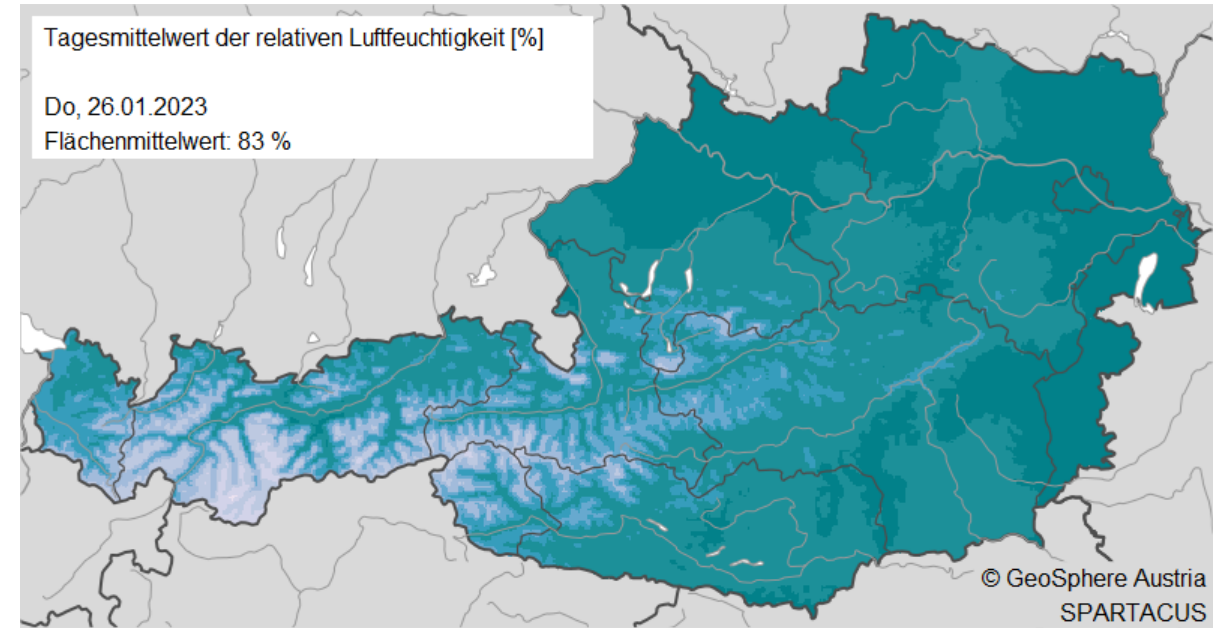 Tagesmittelwert der relativen Luftfeuchtigkeit [%]
Do, 26.01.2023
Flächenmittelwert: 83 %
© GeoSphere Austria
SPARTACUS